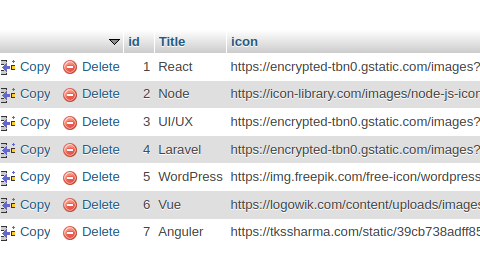 id Title icon
Copy Delete 1 React https://encrypted-tbn0.gstatic.com/images?
Copy Delete 2 Node https://icon-library.com/images/node-js-icon
Copy Delete 3 UI/UX https://encrypted-tbn0.gstatic.com/images?
Copy Delete 4 Laravel https://encrypted-tbn0.gstatic.com/images?
Copy Delete 5 WordPress https://img.freepik.com/free-icon/wordpress
Copy Delete 6 Vue https://logowik.com/content/uploads/images
Copy Delete 7 Anguler https://tkssharma.com/static/39cb738adff85